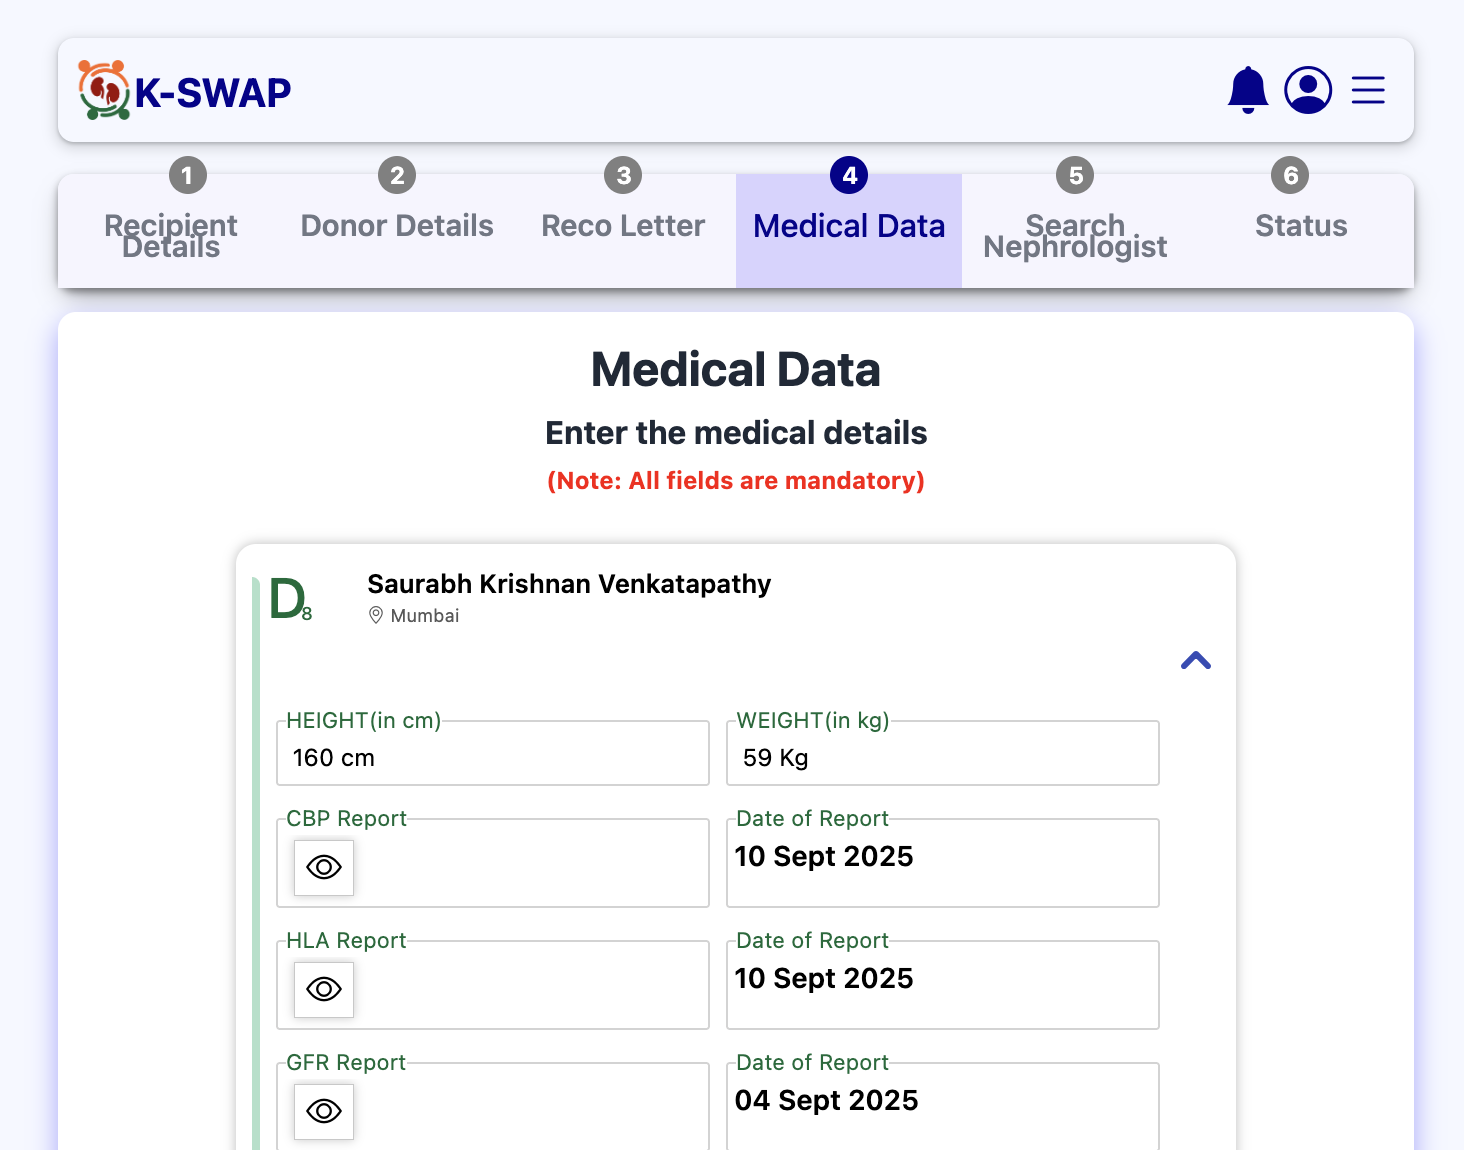 K-SWAP
1
2
3
4
5
6
Recipient
Details
Donor Details
Reco Letter
Medical Data
Search
Nephrologist
Status
Medical Data
Enter the medical details
(Note: All fields are mandatory)
D8
Saurabh Krishnan Venkatapathy
Mumbai
HEIGHT(in cm)
160 cm
WEIGHT(in kg)
59 Kg
CBP Report
Date of Report
10 Sept 2025
HLA Report
Date of Report
10 Sept 2025
GFR Report
Date of Report
04 Sept 2025